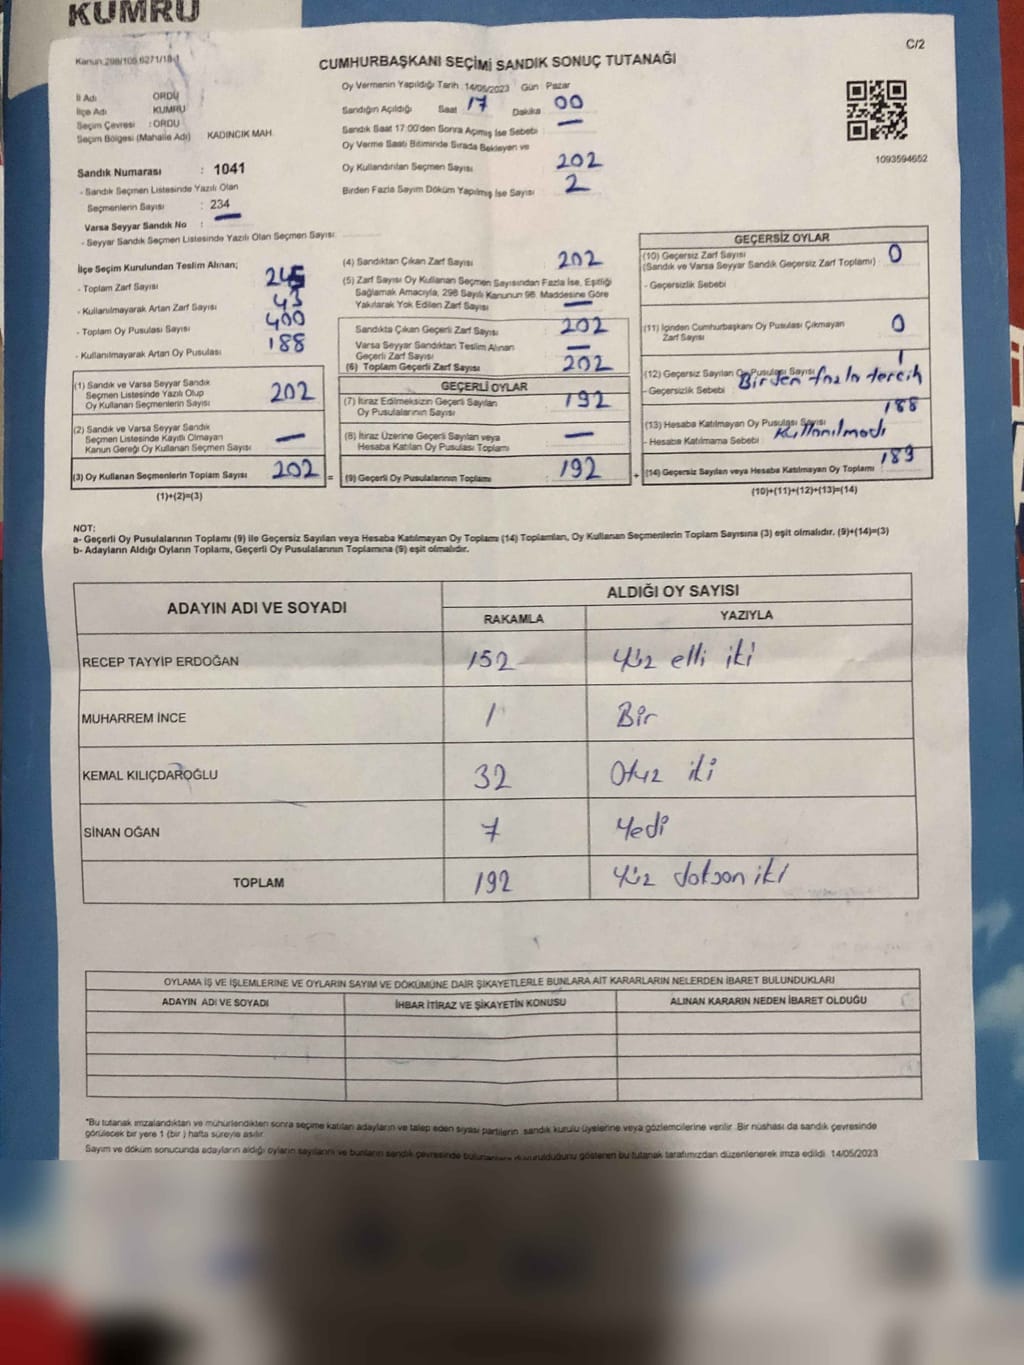 KUMRU
Kanun.298/105.6271/18-1
C/2
CUMHURBAŞKANI SEÇİMİ SANDIK SONUÇ TUTANAĞI
İl Adı ORDU
İlçe Adı KUMRU
Seçim Çevresi : ORDU
Seçim Bölgesi (Mahalle Adı) KADINCIK MAH.
Sandık Numarası : 1041
- Sandık Seçmen Listesinde Yazılı Olan
Seçmenlerin Sayısı : 234
Varsa Seyyar Sandık No : —
- Seyyar Sandık Seçmen Listesinde Yazılı Olan Seçmen Sayısı:
Oy Vermenin Yapıldığı Tarih 14/05/2023 Gün Pazar
Sandığın Açıldığı Saat 17 Dakika 00
Sandık Saat 17:00'den Sonra Açımış İse Sebebi —
Oy Verme Saati Bitiminde Sırada Bekleyen ve
Oy Kullandırılan Seçmen Sayısı 202
Birden Fazla Sayım Döküm Yapılmış İse Sayısı 2
1093594652
İlçe Seçim Kurulundan Teslim Alınan;
- Toplam Zarf Sayısı 245
- Kullanılmayarak Artan Zarf Sayısı 43
- Toplam Oy Pusulası Sayısı 400
- Kullanılmayarak Artan Oy Pusulası 188
(1) Sandık ve Varsa Seyyar Sandık
Seçmen Listesinde Yazılı Olup
Oy Kullanan Seçmenlerin Sayısı 202
(2) Sandık ve Varsa Seyyar Sandık
Seçmen Listesinde Kayıtlı Olmayan
Kanun Gereği Oy Kullanan Seçmen Sayısı —
(3) Oy Kullanan Seçmenlerin Toplam Sayısı 202 =
(1)+(2)=(3)
(4) Sandıktan Çıkan Zarf Sayısı 202
(5) Zarf Sayısı Oy Kullanan Seçmen Sayısından Fazla İse, Eşitliği
Sağlamak Amacıyla, 298 Sayılı Kanunun 98. Maddesine Göre
Yakılarak Yok Edilen Zarf Sayısı —
Sandıkta Çıkan Geçerli Zarf Sayısı 202
Varsa Seyyar Sandıktan Teslim Alınan
Geçerli Zarf Sayısı —
(6) Toplam Geçerli Zarf Sayısı 202
GEÇERLİ OYLAR
(7) İtiraz Edilmeksizin Geçerli Sayılan
Oy Pusulalarının Sayısı 192
(8) İtiraz Üzerine Geçerli Sayılan veya
Hesaba Katılan Oy Pusulası Toplamı —
(9) Geçerli Oy Pusulalarının Toplamı 192 +
GEÇERSİZ OYLAR
(10) Geçersiz Zarf Sayısı
(Sandık ve Varsa Seyyar Sandık Geçersiz Zarf Toplamı) 0
- Geçersizlik Sebebi
(11) İçinden Cumhurbaşkanı Oy Pusulası Çıkmayan
Zarf Sayısı 0
(12) Geçersiz Sayılan Oy Pusulası Sayısı 1
- Geçersizlik Sebebi Birden fazla tercih
(13) Hesaba Katılmayan Oy Pusulası Sayısı 188
- Hesaba Katılmama Sebebi Kullanılmadı
(14) Geçersiz Sayılan veya Hesaba Katılmayan Oy Toplamı 189
(10)+(11)+(12)+(13)=(14)
NOT:
a- Geçerli Oy Pusulalarının Toplamı (9) ile Geçersiz Sayılan veya Hesaba Katılmayan Oy Toplamı (14) Toplamları, Oy Kullanan Seçmenlerin Toplam Sayısına (3) eşit olmalıdır. (9)+(14)=(3)
b- Adayların Aldığı Oyların Toplamı, Geçerli Oy Pusulalarının Toplamına (9) eşit olmalıdır.
ADAYIN ADI VE SOYADI ALDIĞI OY SAYISI
RAKAMLA YAZIYLA
RECEP TAYYİP ERDOĞAN 152 Yüz elli iki
MUHARREM İNCE 1 Bir
KEMAL KILIÇDAROĞLU 32 Otuz iki
SİNAN OĞAN 7 Yedi
TOPLAM 192 Yüz doksan iki
OYLAMA İŞ VE İŞLEMLERİNE VE OYLARIN SAYIM VE DÖKÜMÜNE DAİR ŞİKAYETLERLE BUNLARA AİT KARARLARIN NELERDEN İBARET BULUNDUKLARI
ADAYIN ADI VE SOYADI İHBAR İTİRAZ VE ŞİKAYETİN KONUSU ALINAN KARARIN NEDEN İBARET OLDUĞU
*Bu tutanak imzalandıktan ve mühürlendikten sonra seçime katılan adayların ve talep eden siyasi partilerin sandık kurulu üyelerine veya gözlemcilerine verilir. Bir nüshası da sandık çevresinde
görülecek bir yere 1 (bir) hafta süreyle asılır.
Sayım ve döküm sonucunda adayların aldığı oyların sayılarını ve bunların sandık çevresinde bulunanlara duyurulduğunu gösteren bu tutanak tarafımızdan düzenlenerek imza edildi. 14/05/2023